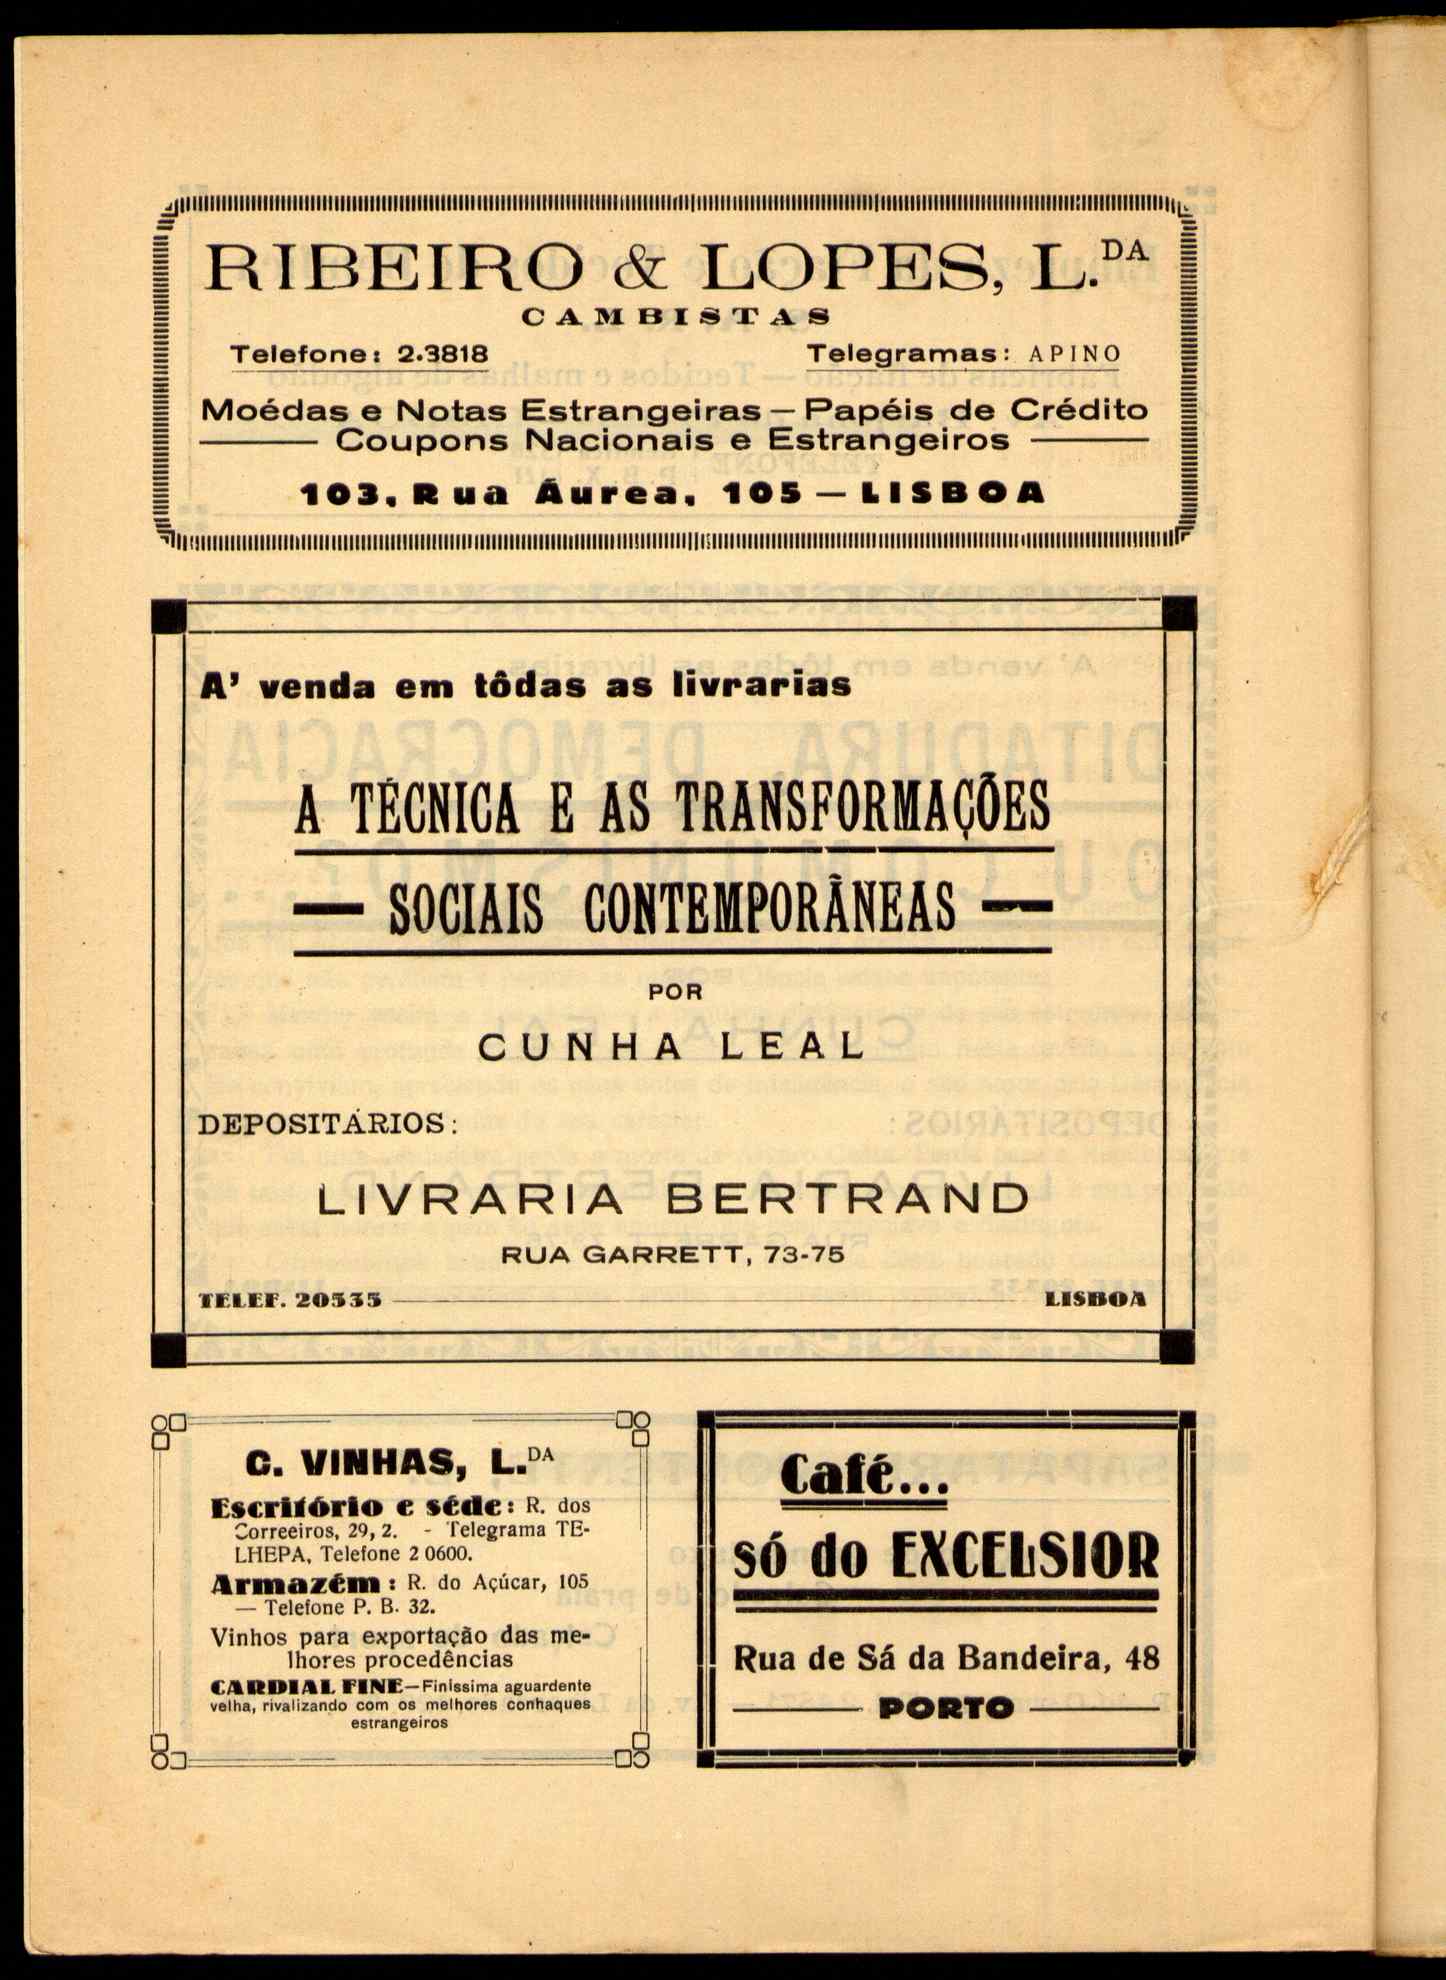 RIBEIRO & LOPES, L.DA
CAMBISTAS
Telefone: 2.3818 Telegramas: APINO
Moédas e Notas Estrangeiras — Papéis de Crédito
Coupons Nacionais e Estrangeiros
103, Rua Áurea, 105 — LISBOA
A' venda em tôdas as livrarias
A TÉCNICA E AS TRANSFORMAÇÕES
— SOCIAIS CONTEMPORÂNEAS —
POR
CUNHA LEAL
DEPOSITÁRIOS:
LIVRARIA BERTRAND
RUA GARRETT, 73-75
TELEF. 20535 LISBOA
C. VINHAS, L.DA
Escritório e séde: R. dos
Correeiros, 29, 2. - Telegrama TE-
LHEPA, Telefone 2 0600.
Armazém: R. do Açúcar, 105
— Telefone P. B. 32.
Vinhos para exportação das me-
lhores procedências
CARDIAL FINE—Finíssima aguardente
velha, rivalizando com os melhores conhaques
estrangeiros
Café...
só do EXCELSIOR
Rua de Sá da Bandeira, 48
PORTO